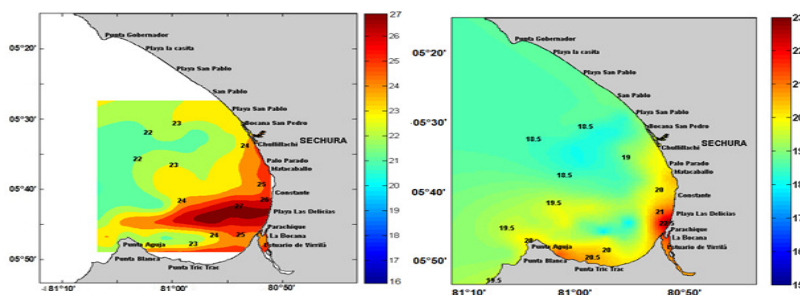 05°20'
05°30'
05°40'
05°50'
81°10'
81°00'
80°50'
Punta Gobernador
Playa la casita
Playa San Pablo
San Pablo
Playa San Pablo
Bocana San Pedro
Chullillachi
SECHURA
Palo Parado
Matacaballo
Constante
Playa Las Delicias
Parachique
La Bocana
Estuario de Virrilá
Punta Aguja
Punta Blanca
Punta Tric Trac
23
22
24
22
23
25
24
26
27
24
25
23
27
26
25
24
23
22
21
20
19
18
17
16
05°20'
05°30'
05°40'
05°50'
81°10'
81°00'
80°50'
Punta Gobernador
Playa la casita
Playa San Pablo
San Pablo
Playa San Pablo
Bocana San Pedro
Chullillachi
SECHURA
Palo Parado
Matacaballo
Constante
Playa Las Delicias
Parachique
La Bocana
Estuario de Virrilá
Punta Aguja
Punta Blanca
Punta Tric Trac
18.5
18.5
19
18.5
20
19.5
21
19.5
20
20
20.5
19.5